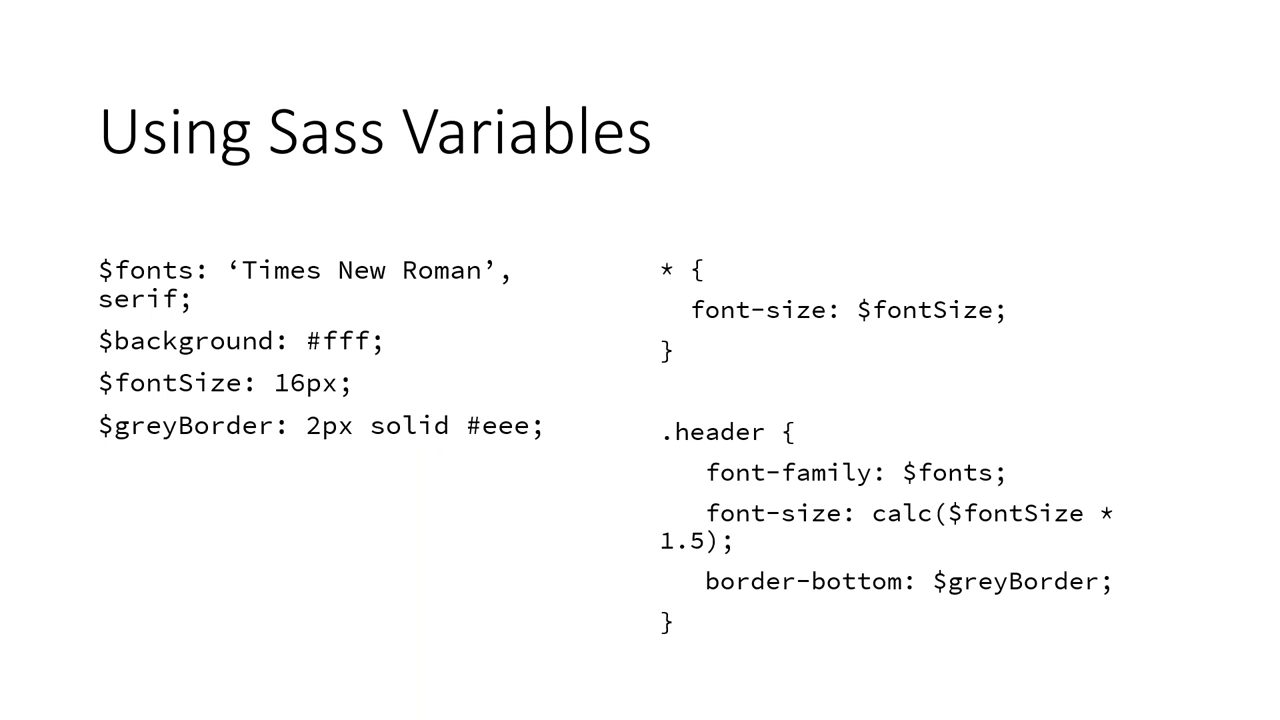 Using Sass Variables
$fonts: ‘Times New Roman’,
serif;
$background: #fff;
$fontSize: 16px;
$greyBorder: 2px solid #eee;
* {
  font-size: $fontSize;
}
.header {
   font-family: $fonts;
   font-size: calc($fontSize *
1.5);
   border-bottom: $greyBorder;
}